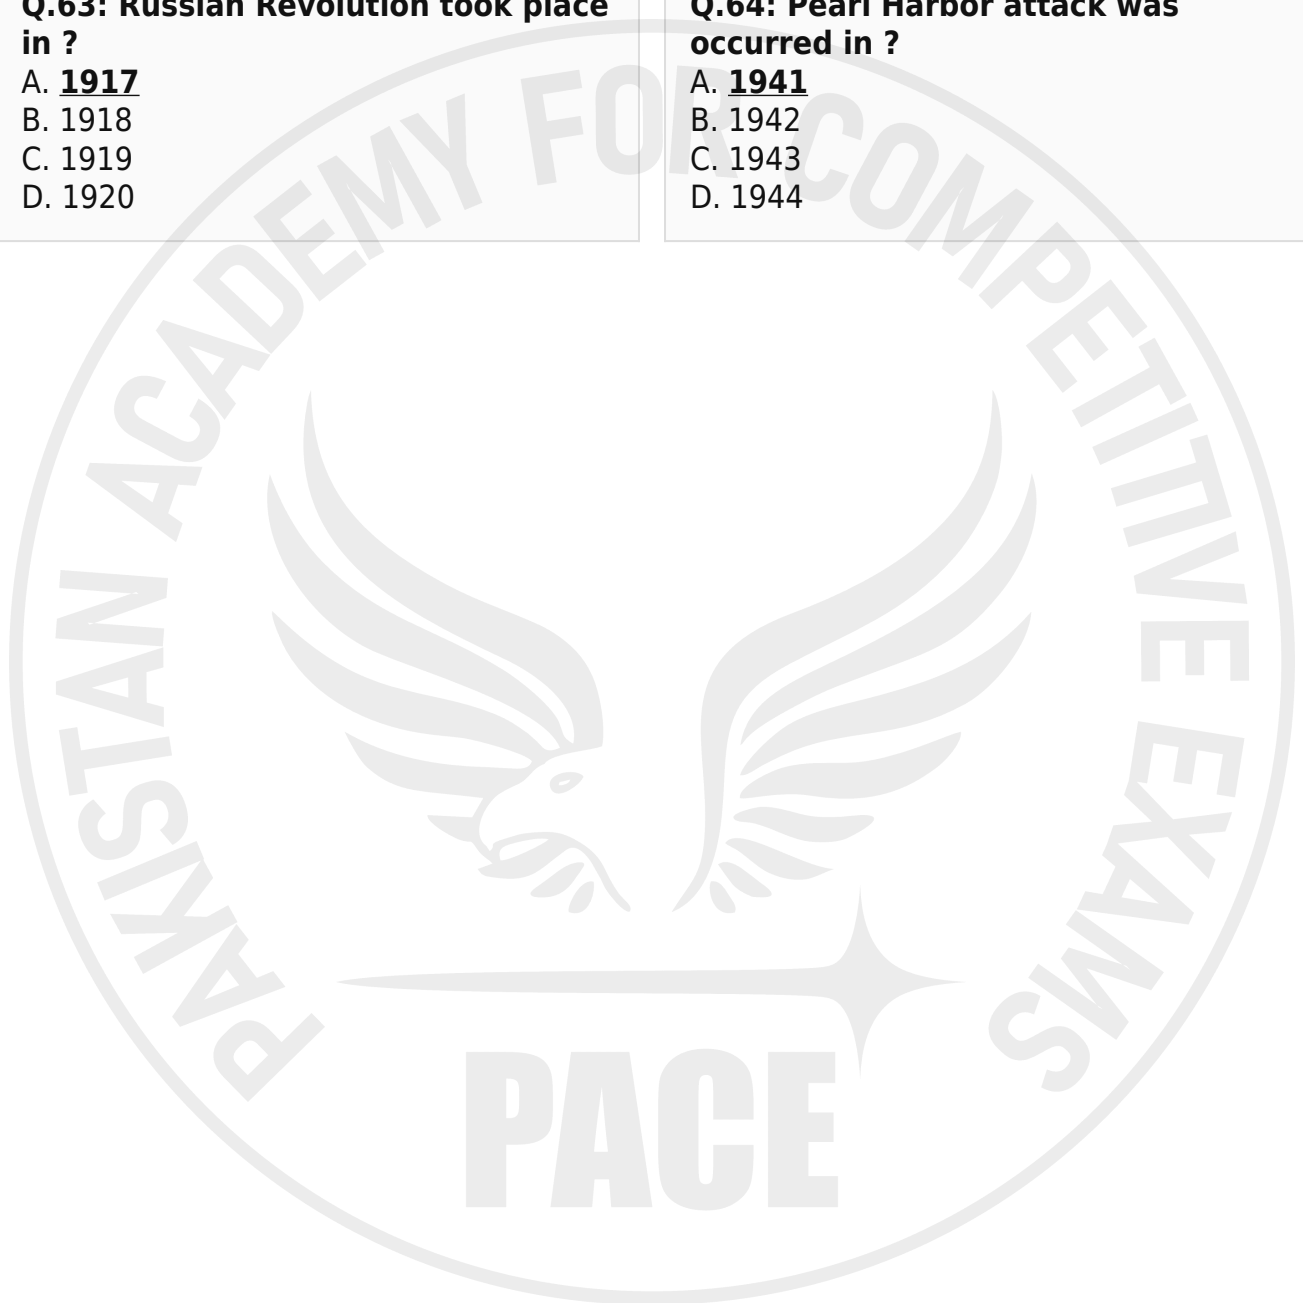 Q.63: Russian Revolution took place
in ?
A. 1917
B. 1918
C. 1919
D. 1920
Q.64: Pearl Harbor attack was
occurred in ?
A. 1941
B. 1942
C. 1943
D. 1944
PAKISTAN ACADEMY FOR COMPETITIVE EXAMS
PACE